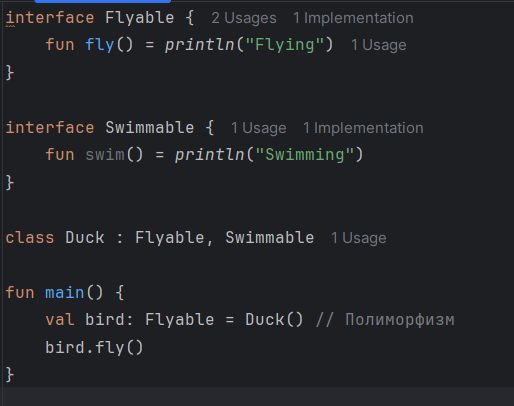 interface Flyable {  2 Usages  1 Implementation
    fun fly() = println("Flying")  1 Usage
}

interface Swimmable {  1 Usage  1 Implementation
    fun swim() = println("Swimming")
}

class Duck : Flyable, Swimmable  1 Usage

fun main() {
    val bird: Flyable = Duck() // Полиморфизм
    bird.fly()
}